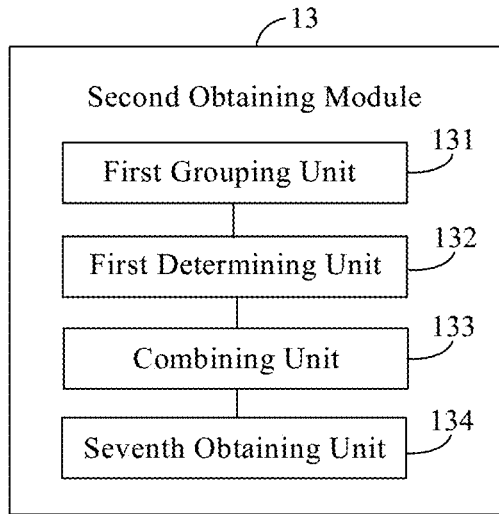 13
Second Obtaining Module
131
First Grouping Unit
132
First Determining Unit
133
Combining Unit
134
Seventh Obtaining Unit